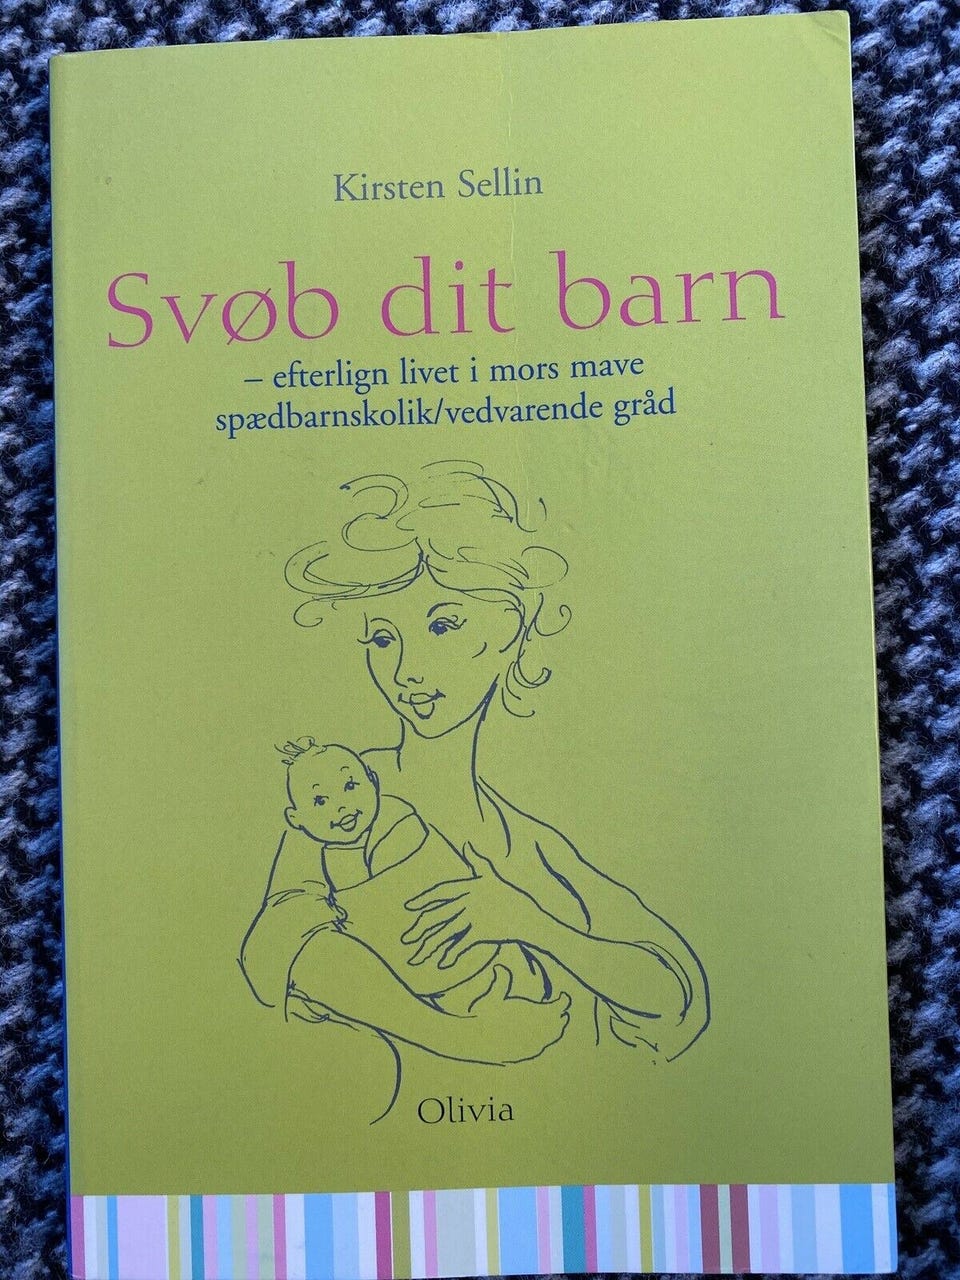 Kirsten Sellin
Svøb dit barn
– efterlign livet i mors mave
spædbarnskolik/vedvarende gråd
Olivia